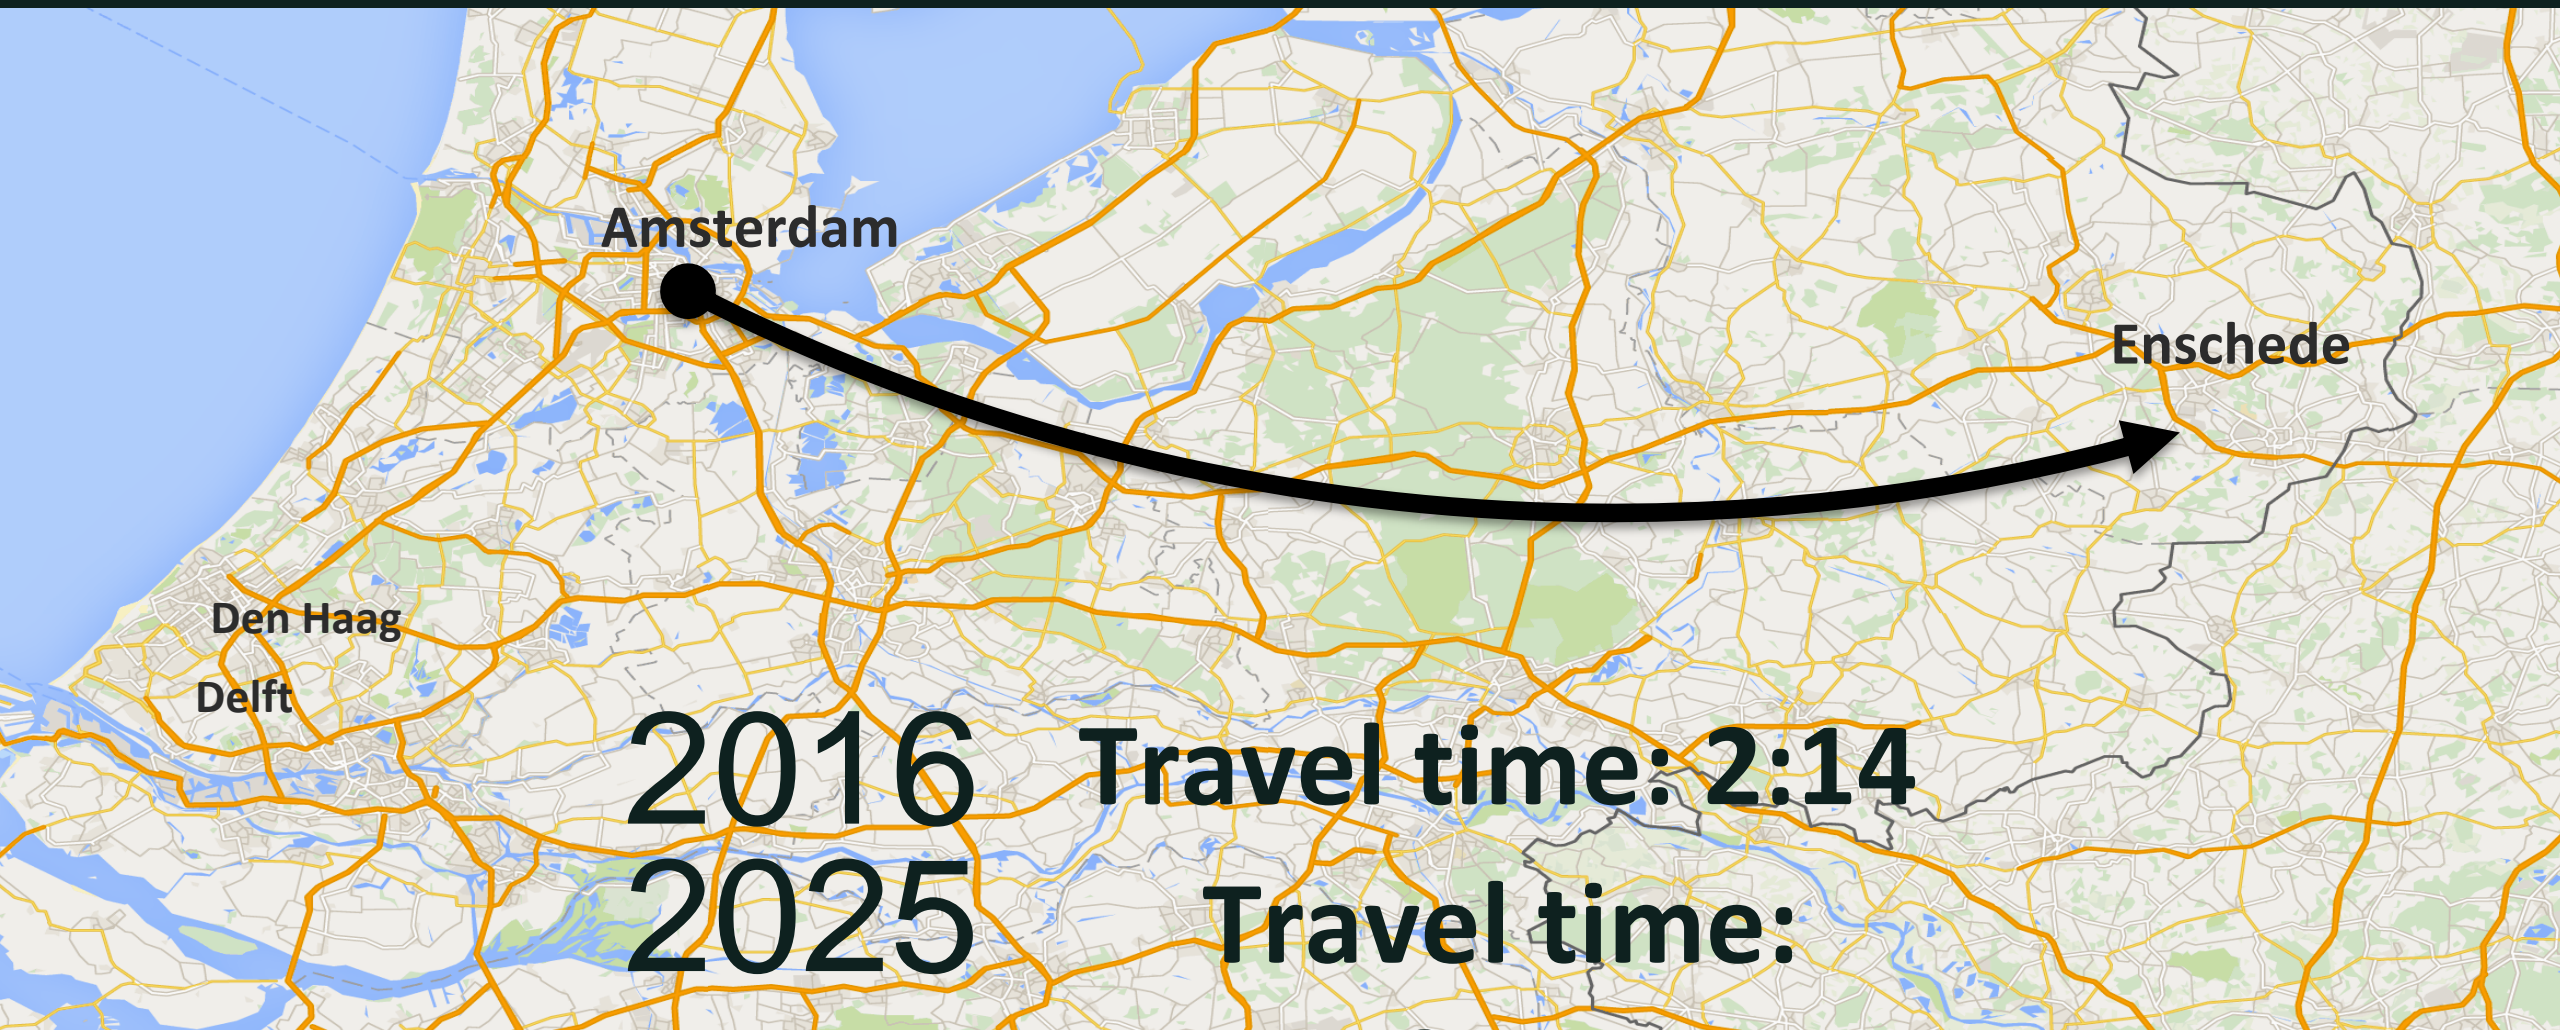 Amsterdam
Enschede
Den Haag
Delft
2016 Travel time: 2:14
2025 Travel time: